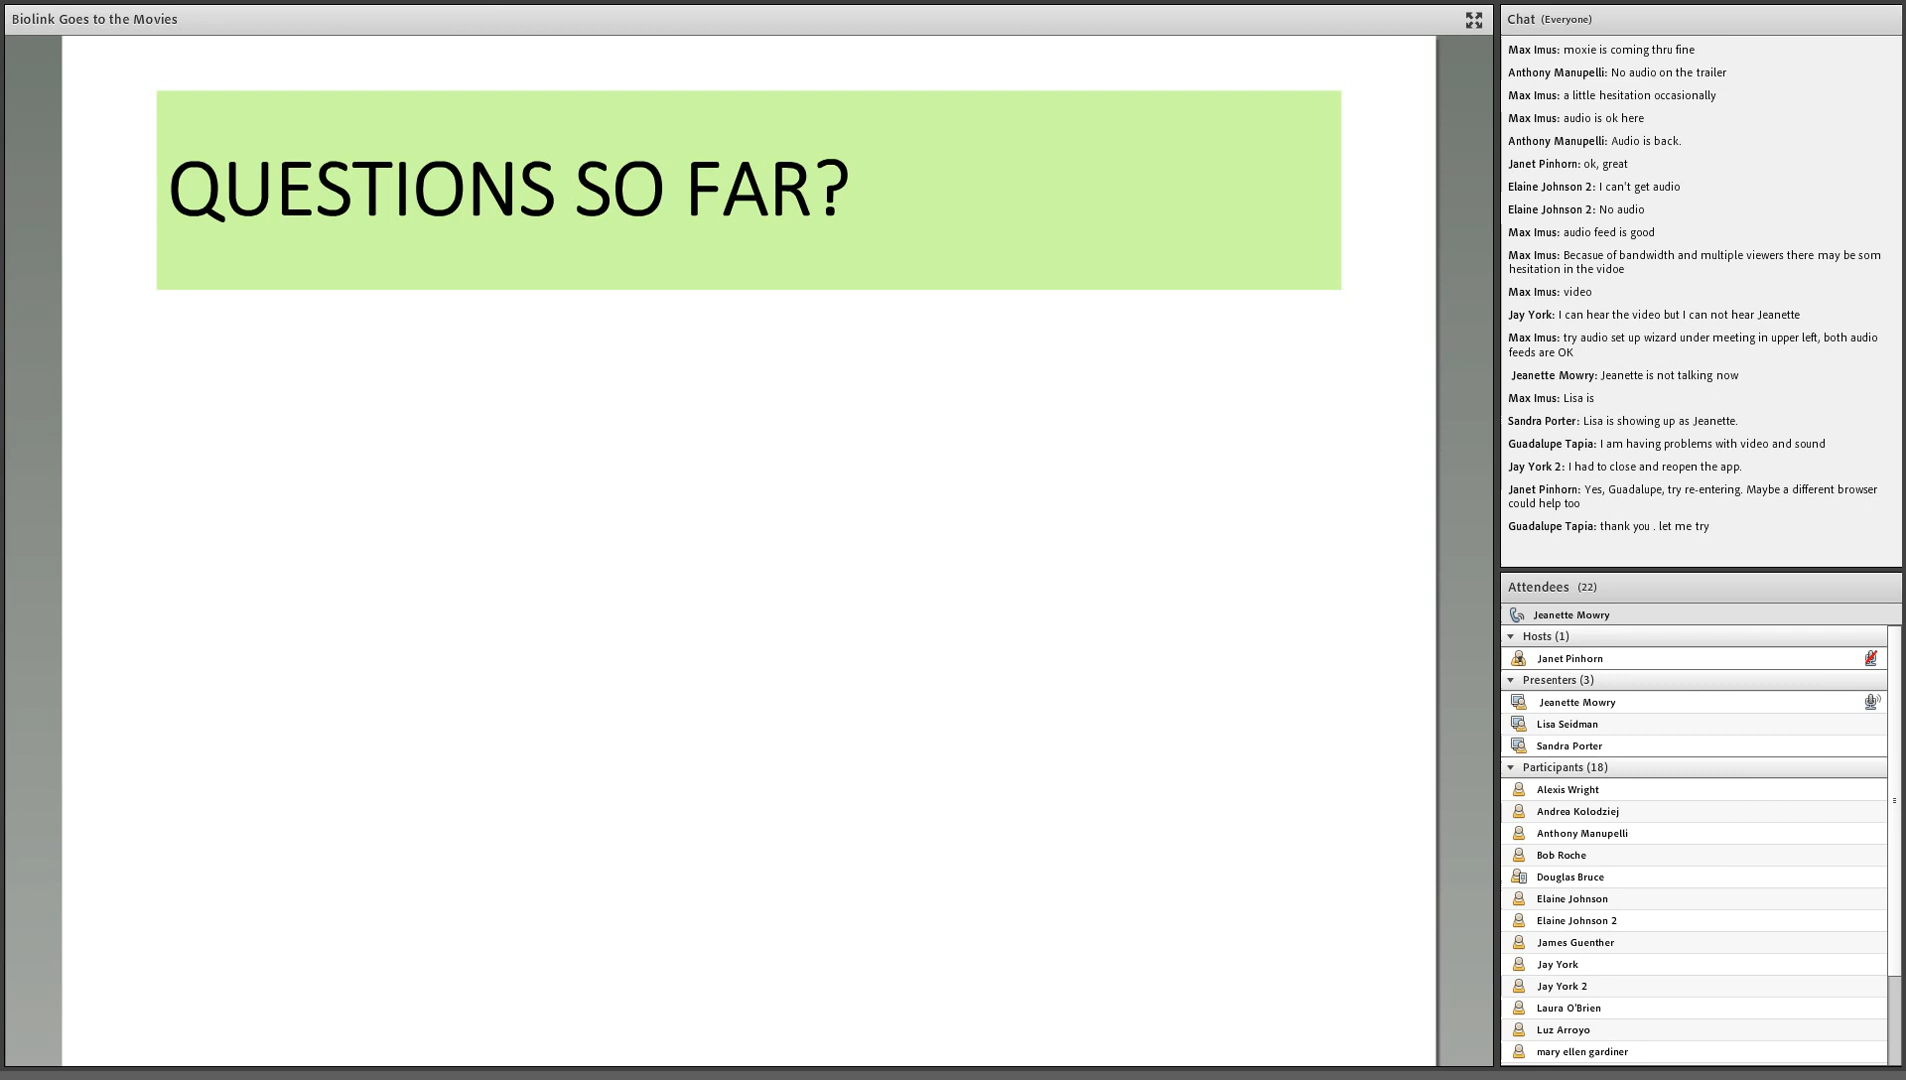 Biolink Goes to the Movies
QUESTIONS SO FAR?
Chat (Everyone)
Max Imus: moxie is coming thru fine
Anthony Manupelli: No audio on the trailer
Max Imus: a little hesitation occasionally
Max Imus: audio is ok here
Anthony Manupelli: Audio is back.
Janet Pinhorn: ok, great
Elaine Johnson 2: I can't get audio
Elaine Johnson 2: No audio
Max Imus: audio feed is good
Max Imus: Becasue of bandwidth and multiple viewers there may be som
hesitation in the vidoe
Max Imus: video
Jay York: I can hear the video but I can not hear Jeanette
Max Imus: try audio set up wizard under meeting in upper left, both audio
feeds are OK
Jeanette Mowry: Jeanette is not talking now
Max Imus: Lisa is
Sandra Porter: Lisa is showing up as Jeanette.
Guadalupe Tapia: I am having problems with video and sound
Jay York 2: I had to close and reopen the app.
Janet Pinhorn: Yes, Guadalupe, try re-entering. Maybe a different browser
could help too
Guadalupe Tapia: thank you . let me try
Attendees (22)
Jeanette Mowry
Hosts (1)
Janet Pinhorn
Presenters (3)
Jeanette Mowry
Lisa Seidman
Sandra Porter
Participants (18)
Alexis Wright
Andrea Kolodziej
Anthony Manupelli
Bob Roche
Douglas Bruce
Elaine Johnson
Elaine Johnson 2
James Guenther
Jay York
Jay York 2
Laura O'Brien
Luz Arroyo
mary ellen gardiner